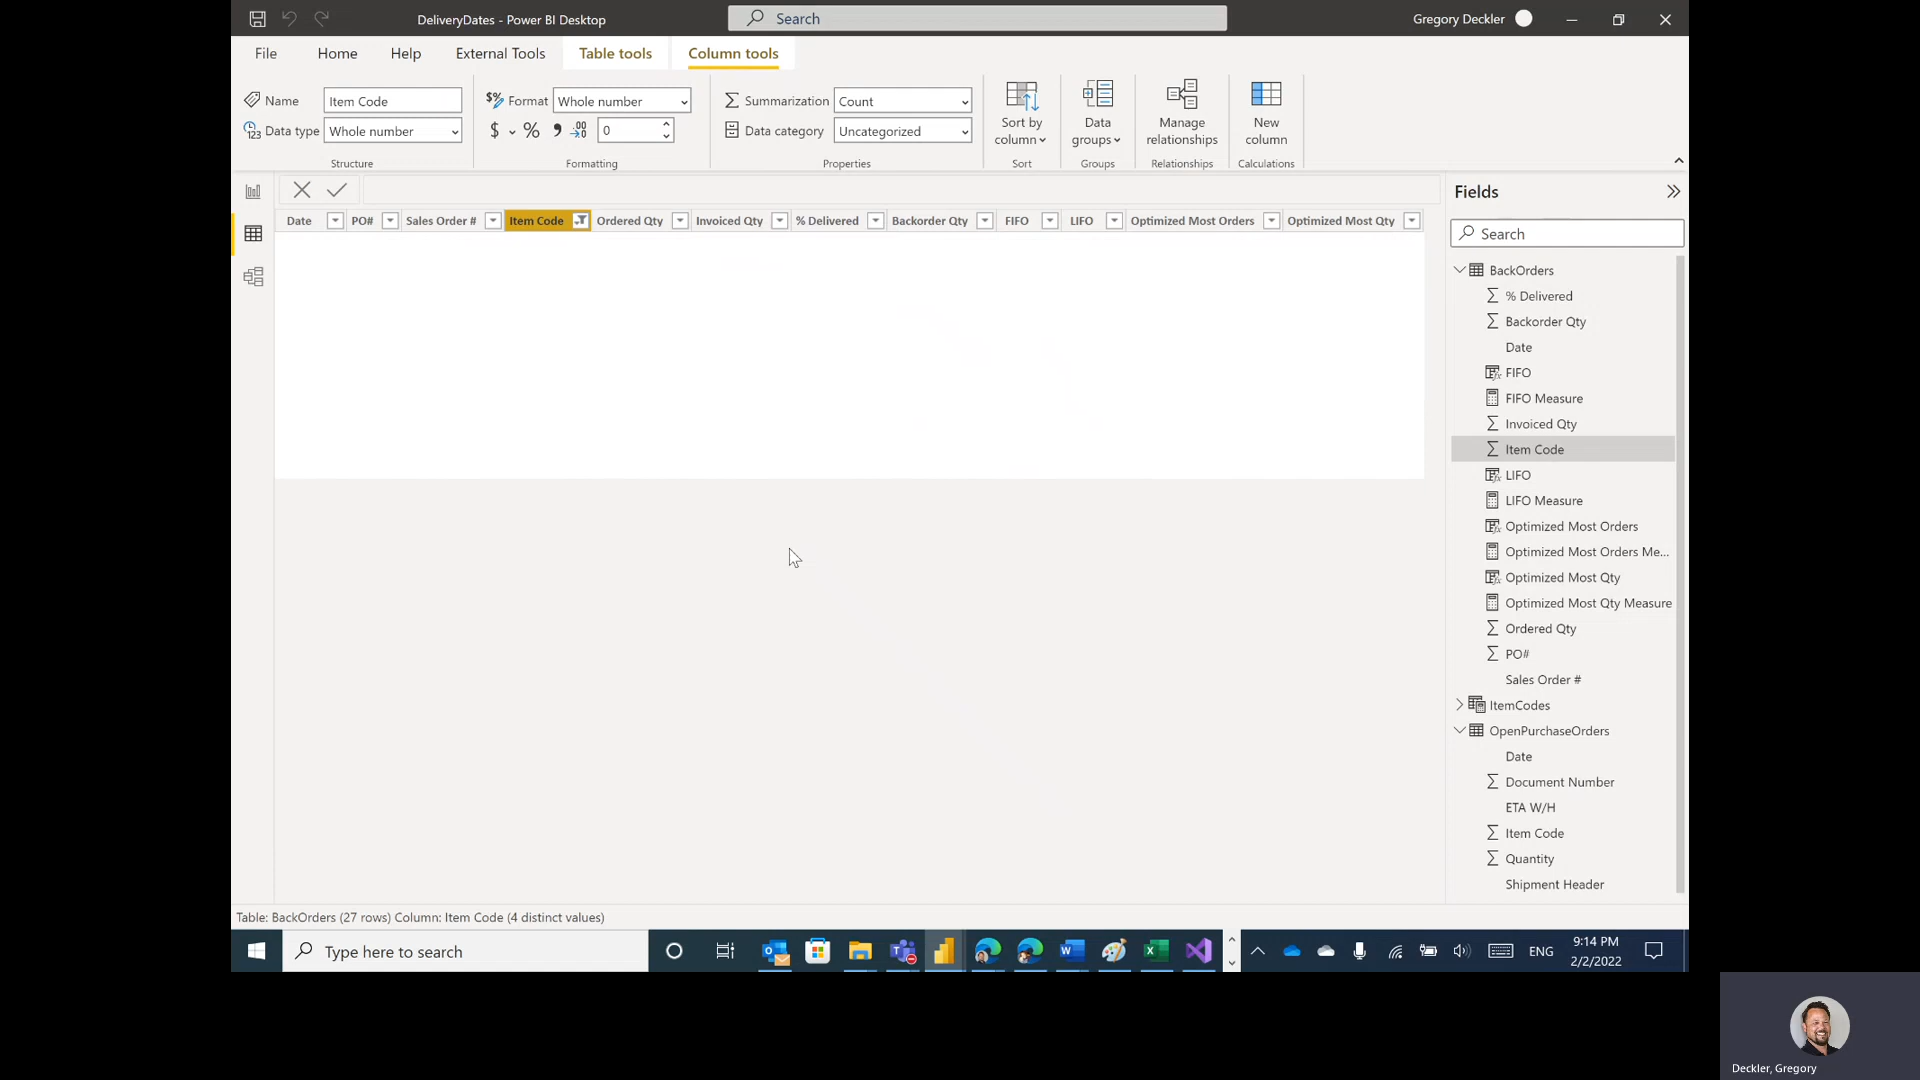 DeliveryDates - Power BI Desktop
Search
Gregory Deckler
File Home Help External Tools Table tools Column tools
Name Item Code
Data type Whole number
Structure
$% Format Whole number
$ % 9 .00 0
Formatting
Summarization Count
Data category Uncategorized
Properties
Sort by column
Sort
Data groups
Groups
Manage relationships
Relationships
New column
Calculations
Date PO# Sales Order # Item Code Ordered Qty Invoiced Qty % Delivered Backorder Qty FIFO LIFO Optimized Most Orders Optimized Most Qty
Fields
Search
BackOrders
% Delivered
Backorder Qty
Date
FIFO
FIFO Measure
Invoiced Qty
Item Code
LIFO
LIFO Measure
Optimized Most Orders
Optimized Most Orders Me...
Optimized Most Qty
Optimized Most Qty Measure
Ordered Qty
PO#
Sales Order #
ItemCodes
OpenPurchaseOrders
Date
Document Number
ETA W/H
Item Code
Quantity
Shipment Header
Table: BackOrders (27 rows) Column: Item Code (4 distinct values)
Type here to search
ENG
9:14 PM
2/2/2022
Deckler, Gregory